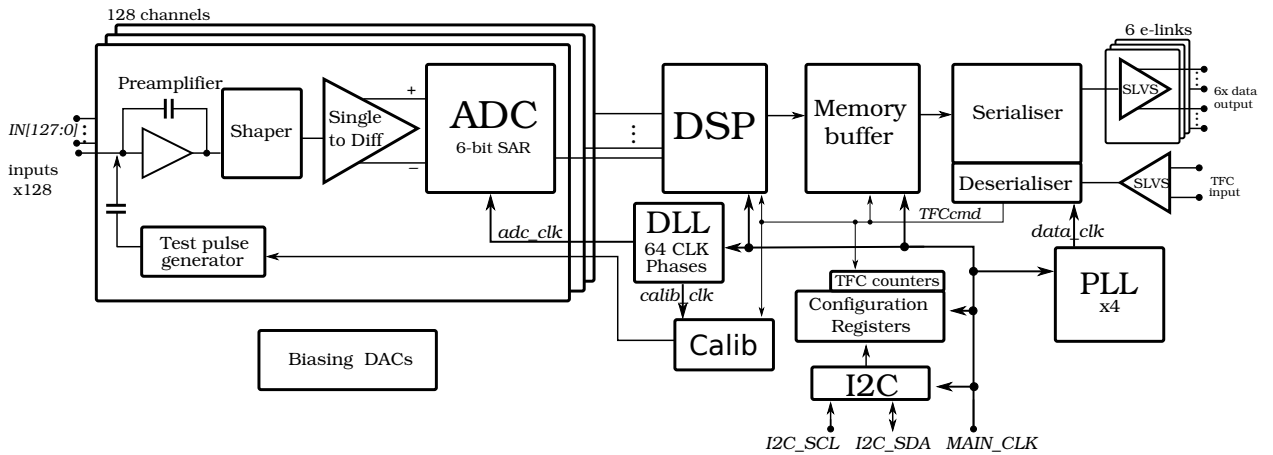 128 channels
6 e-links
Preamplifier
IN[127:0]
inputs
x128
Shaper
Single
to Diff
+
−
ADC
6-bit SAR
DSP
Memory
buffer
Serialiser
Deserialiser
SLVS
6x data
output
SLVS
TFC
input
TFCcmd
Test pulse
generator
adc_clk
DLL
64 CLK
Phases
calib_clk
data_clk
PLL
x4
TFC counters
Configuration
Registers
Calib
Biasing DACs
I2C
I2C_SCL
I2C_SDA
MAIN_CLK